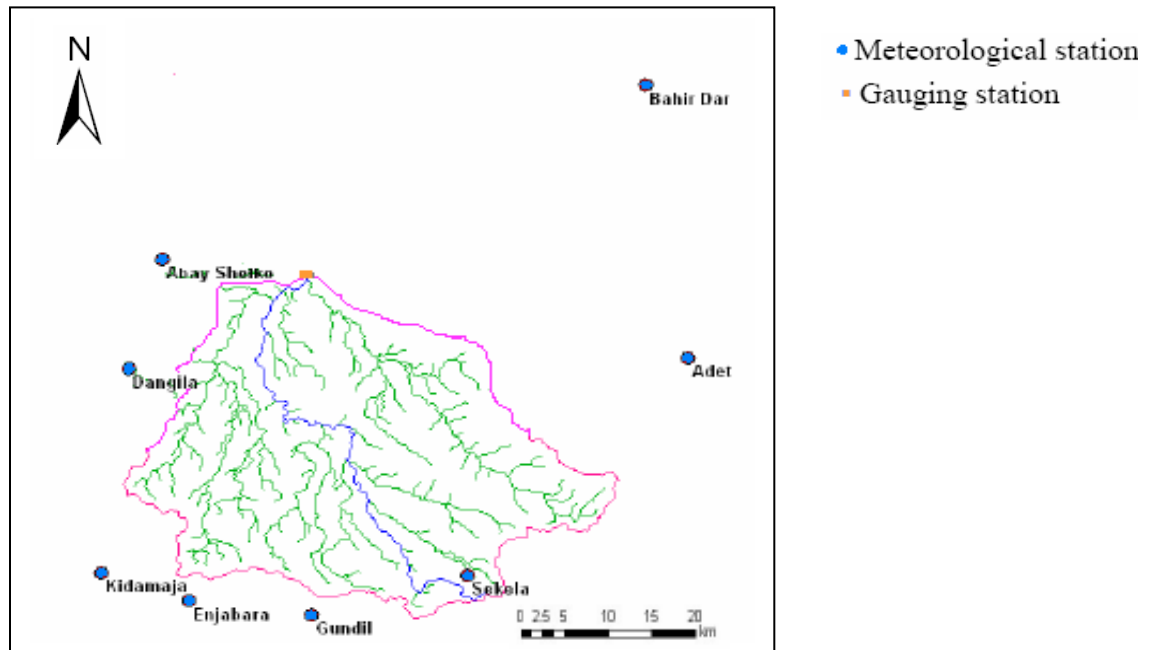 N
Meteorological station
Gauging station
Bahir Dar
Abay Sheleko
Dangila
Adet
Kidamaja
Enjabara
Gundil
Sekela
0 2.5 5 10 15 20
km